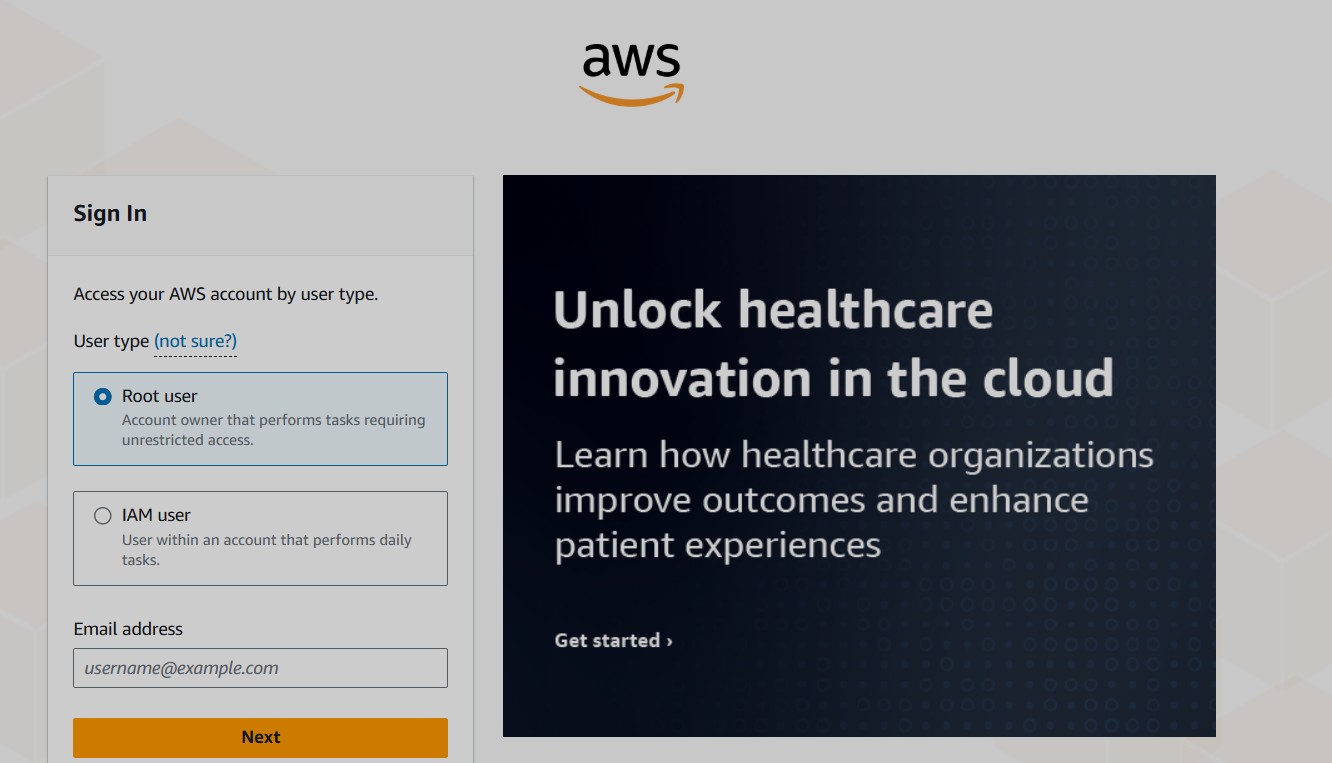 aws
Sign In
Access your AWS account by user type.
User type (not sure?)
Root user
Account owner that performs tasks requiring
unrestricted access.
IAM user
User within an account that performs daily
tasks.
Email address
username@example.com
Next
Unlock healthcare
innovation in the cloud
Learn how healthcare organizations
improve outcomes and enhance
patient experiences
Get started ›